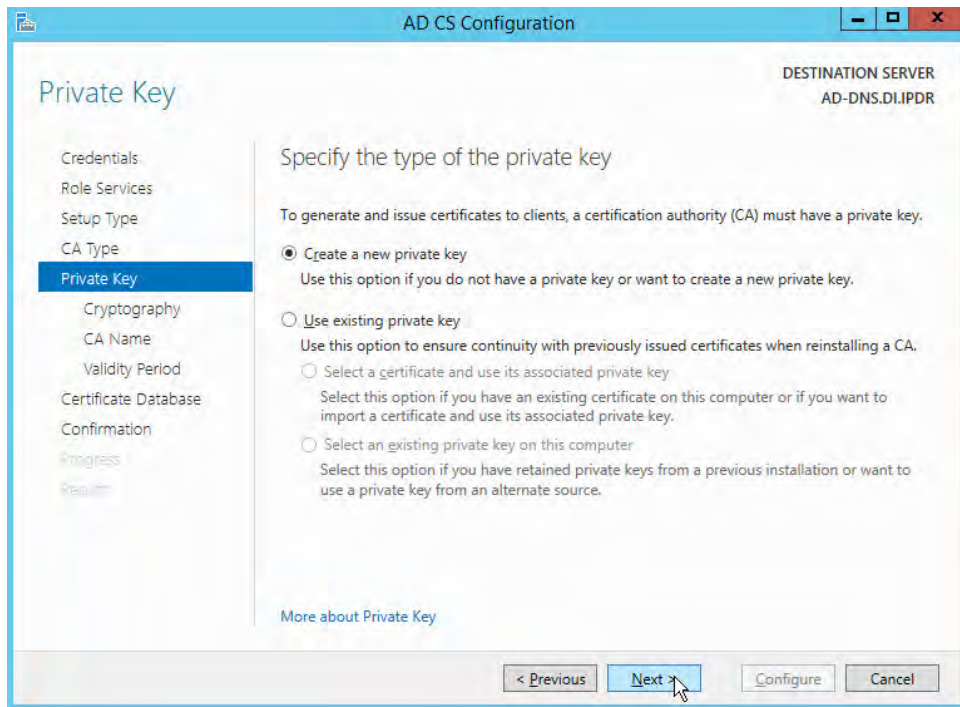 AD CS Configuration
DESTINATION SERVER
AD-DNS.DI.IPDR
Private Key
Credentials
Role Services
Setup Type
CA Type
Private Key
Cryptography
CA Name
Validity Period
Certificate Database
Confirmation
Progress
Results
Specify the type of the private key
To generate and issue certificates to clients, a certification authority (CA) must have a private key.
Create a new private key
Use this option if you do not have a private key or want to create a new private key.
Use existing private key
Use this option to ensure continuity with previously issued certificates when reinstalling a CA.
Select a certificate and use its associated private key
Select this option if you have an existing certificate on this computer or if you want to
import a certificate and use its associated private key.
Select an existing private key on this computer
Select this option if you have retained private keys from a previous installation or want to
use a private key from an alternate source.
More about Private Key
< Previous
Next >
Configure
Cancel